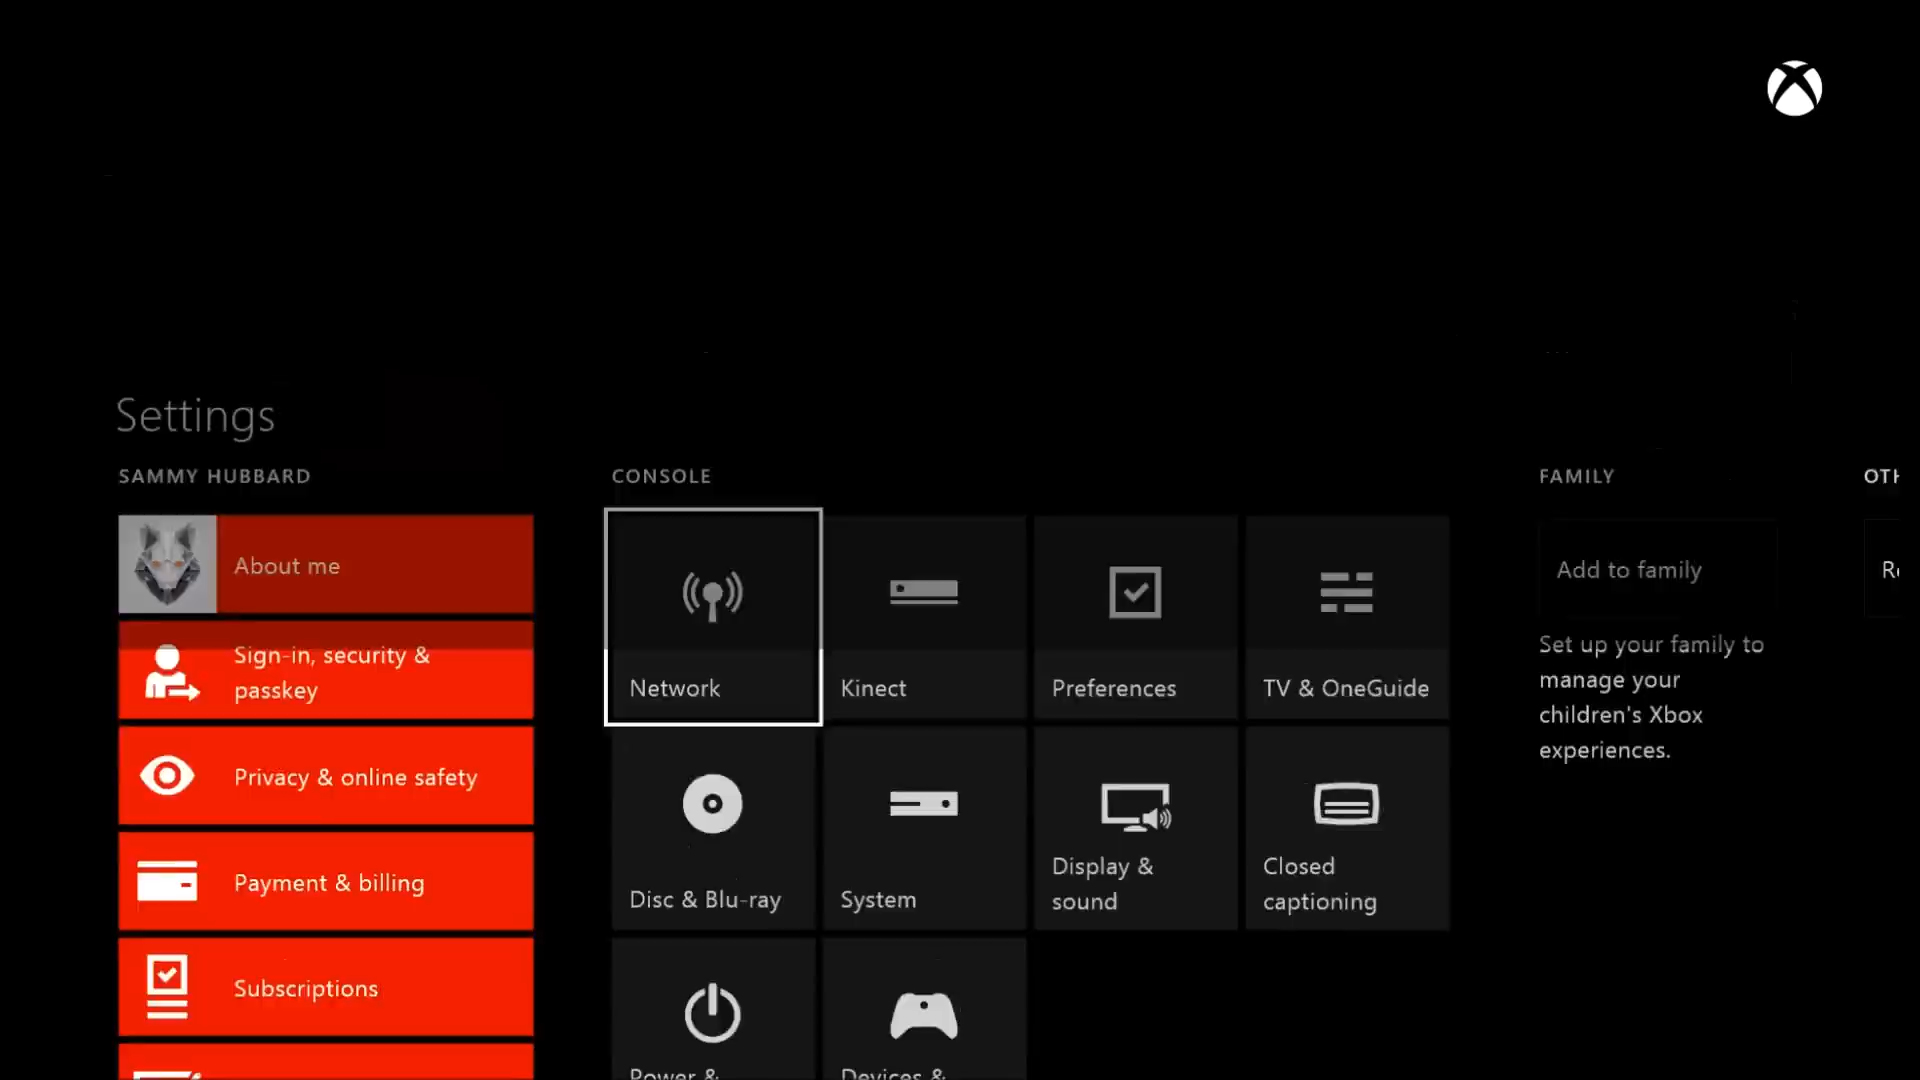 Settings
SAMMY HUBBARD
About me
Sign-in, security &
passkey
Privacy & online safety
Payment & billing
Subscriptions
CONSOLE
Network
Kinect
Preferences
TV & OneGuide
Disc & Blu-ray
System
Display &
sound
Closed
captioning
Power &
Devices &
FAMILY
Add to family
Set up your family to
manage your
children's Xbox
experiences.